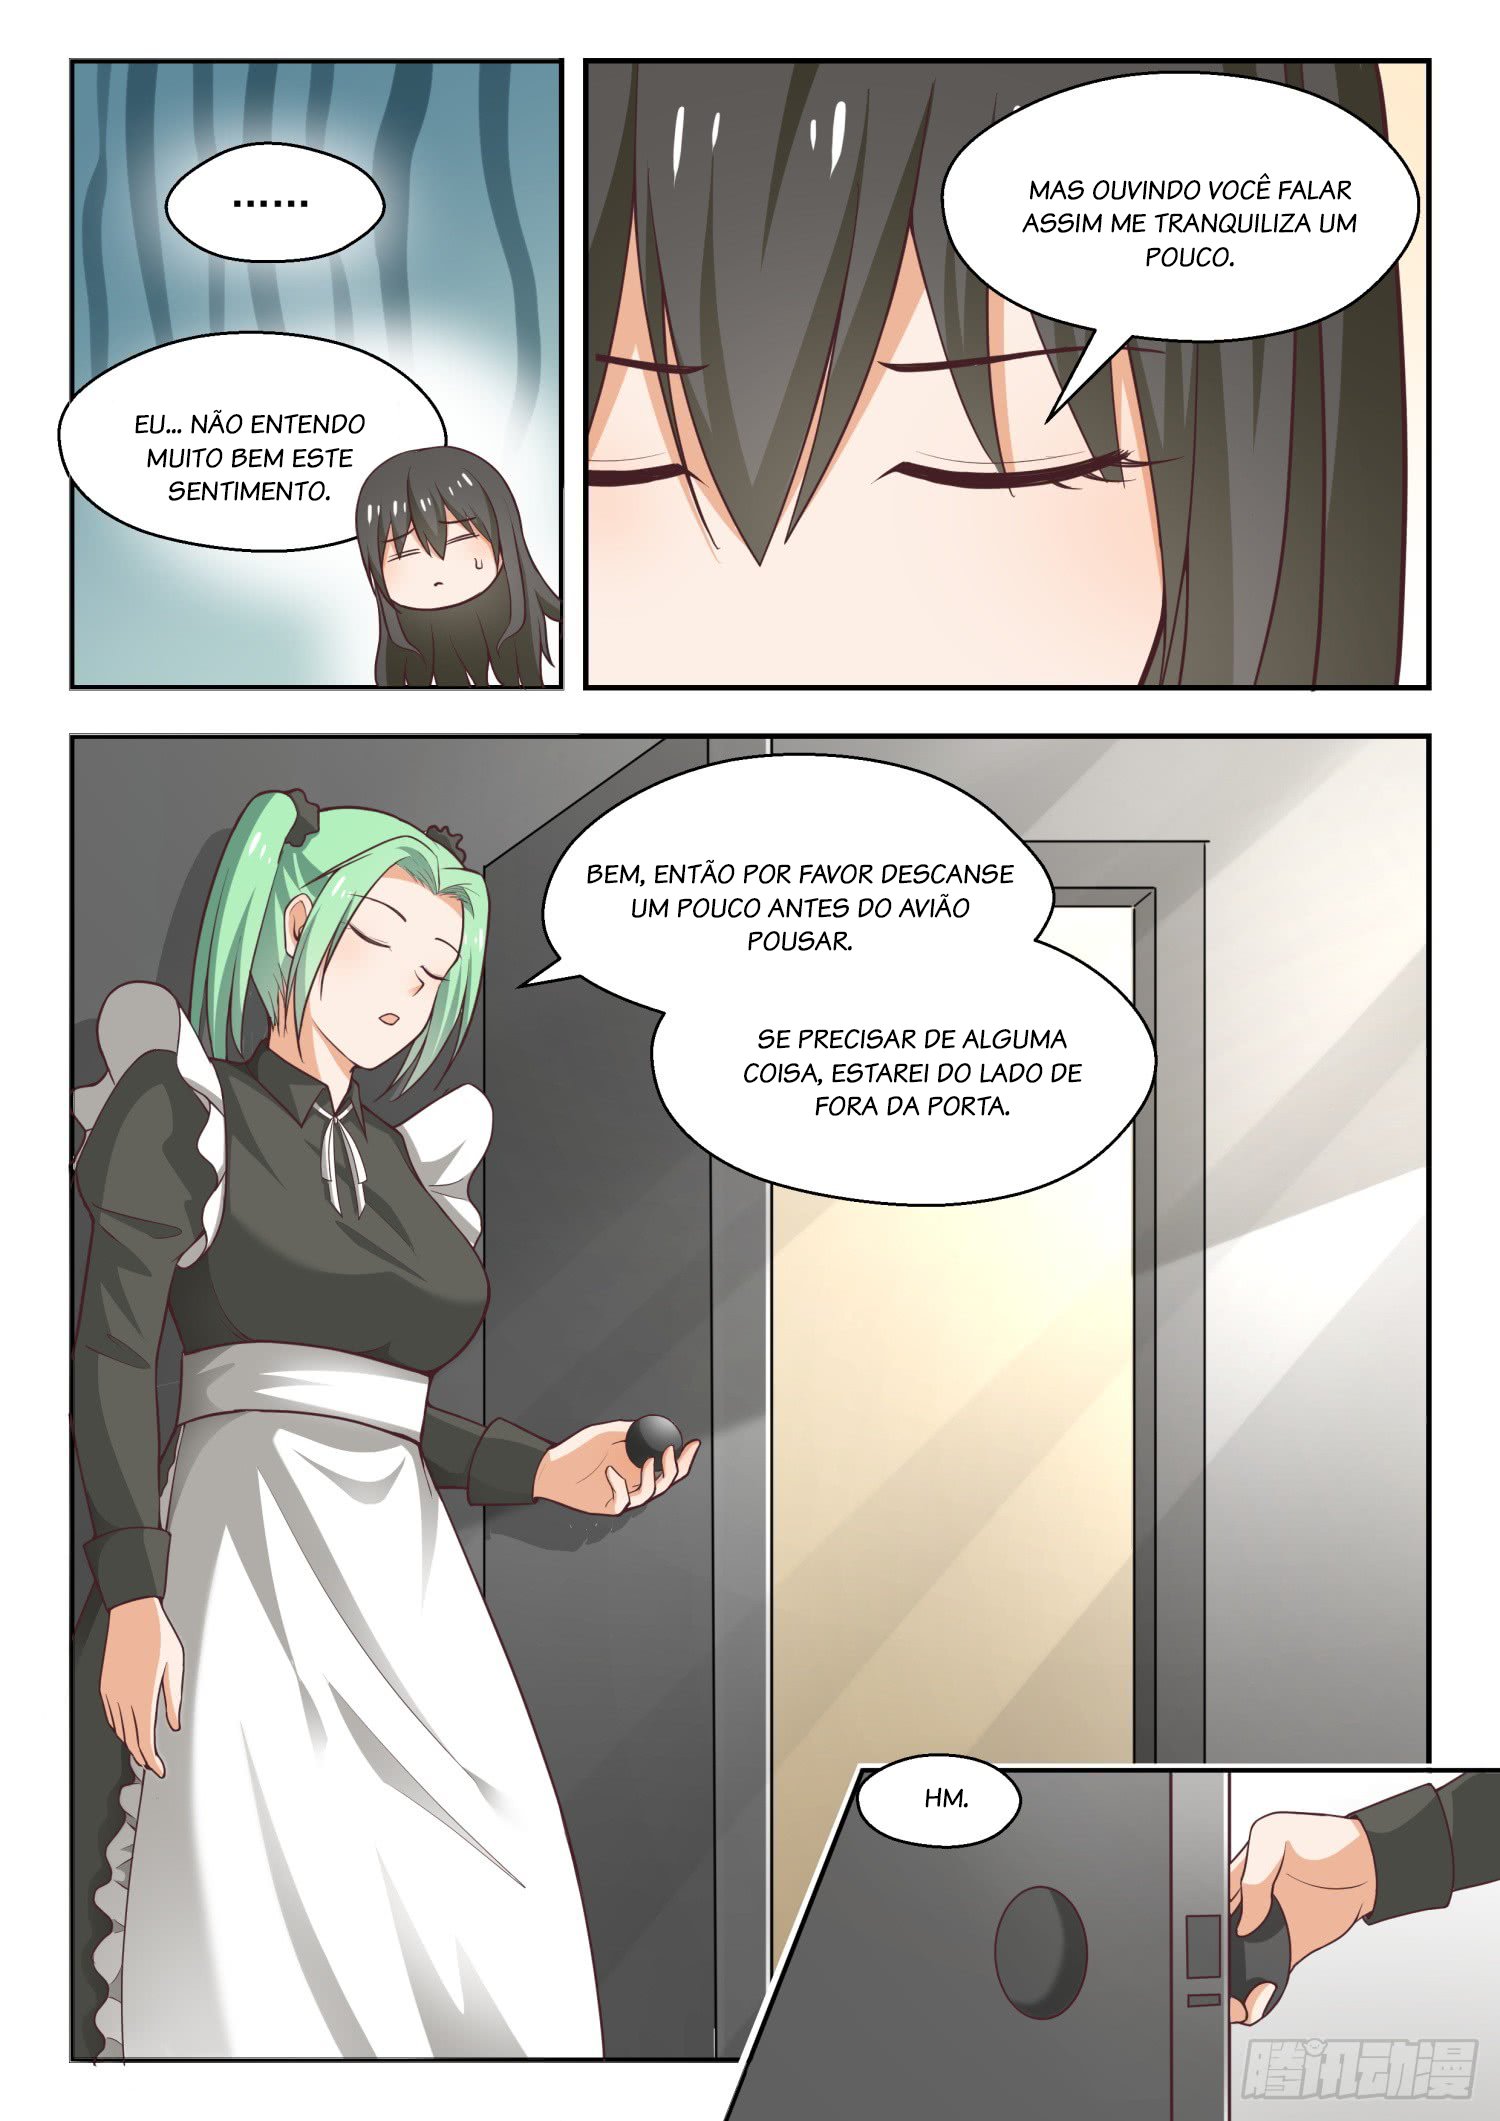 ......
EU... NÃO ENTENDO
MUITO BEM ESTE
SENTIMENTO.
MAS OUVINDO VOCÊ FALAR
ASSIM ME TRANQUILIZA UM
POUCO.
BEM, ENTÃO POR FAVOR DESCANSE
UM POUCO ANTES DO AVIÃO
POUSAR.
SE PRECISAR DE ALGUMA
COISA, ESTAREI DO LADO DE
FORA DA PORTA.
HM.
腾讯动漫